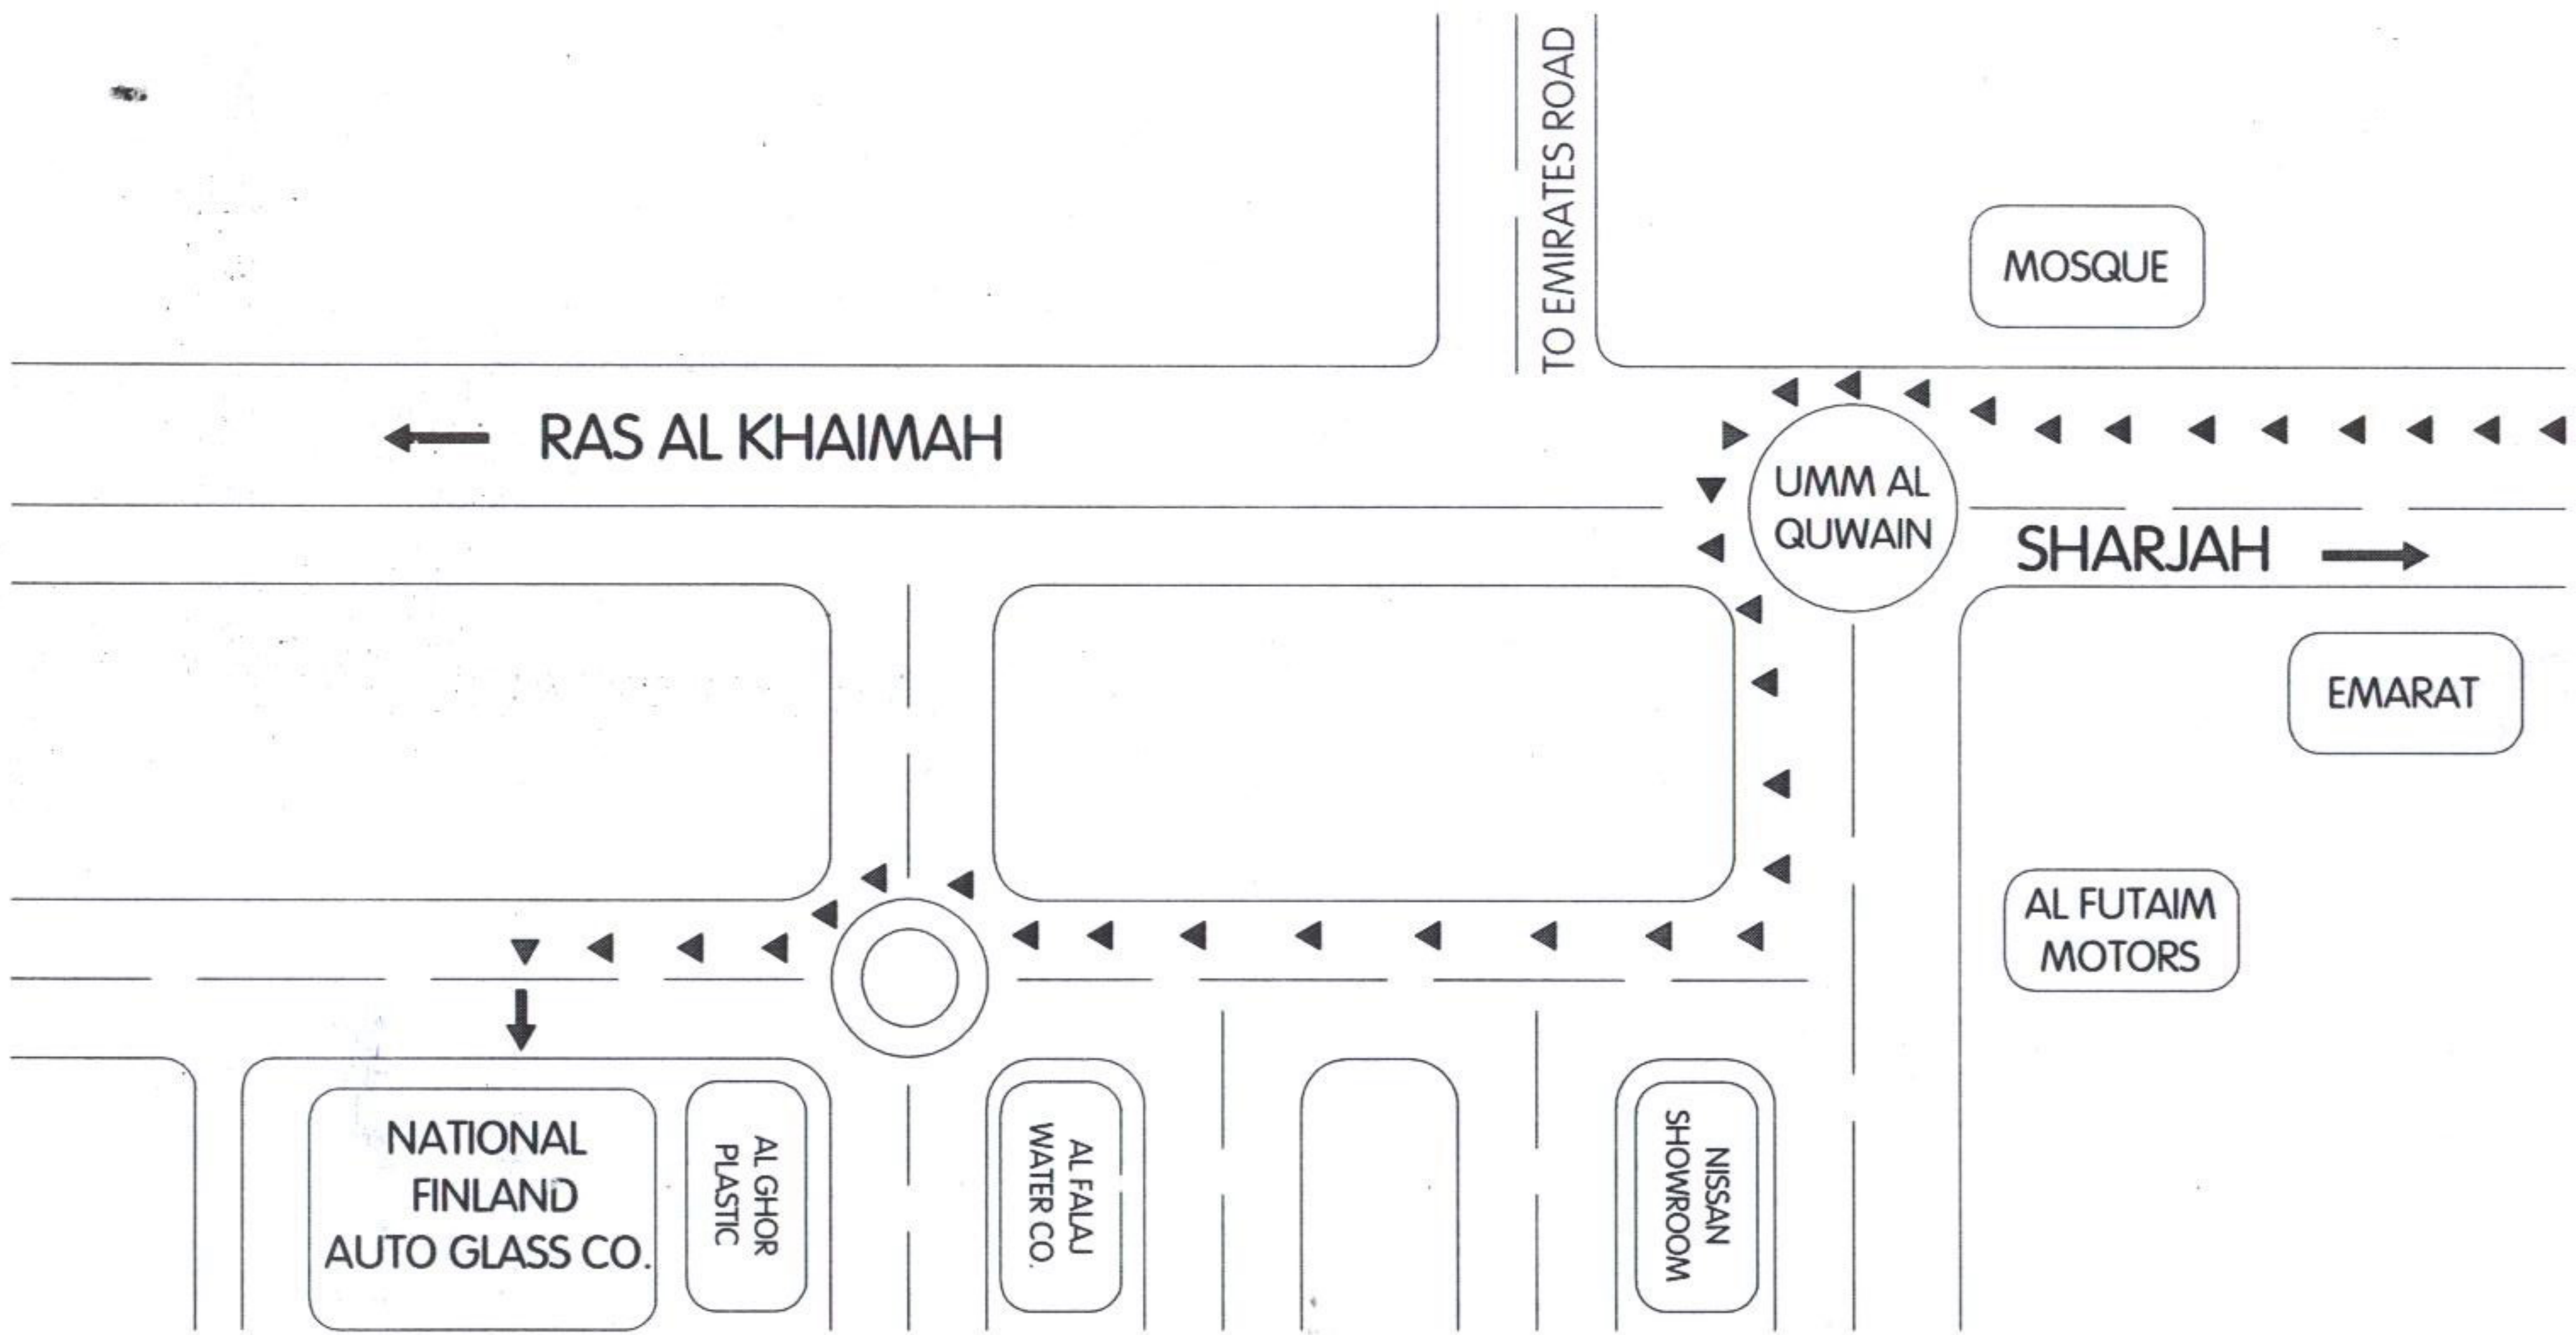 TO EMIRATES ROAD
MOSQUE
RAS AL KHAIMAH
UMM AL
QUWAIN
SHARJAH
EMARAT
AL FUTAIM
MOTORS
NATIONAL
FINLAND
AUTO GLASS CO.
AL GHOR
PLASTIC
AL FALAJ
WATER CO.
NISSAN
SHOWROOM